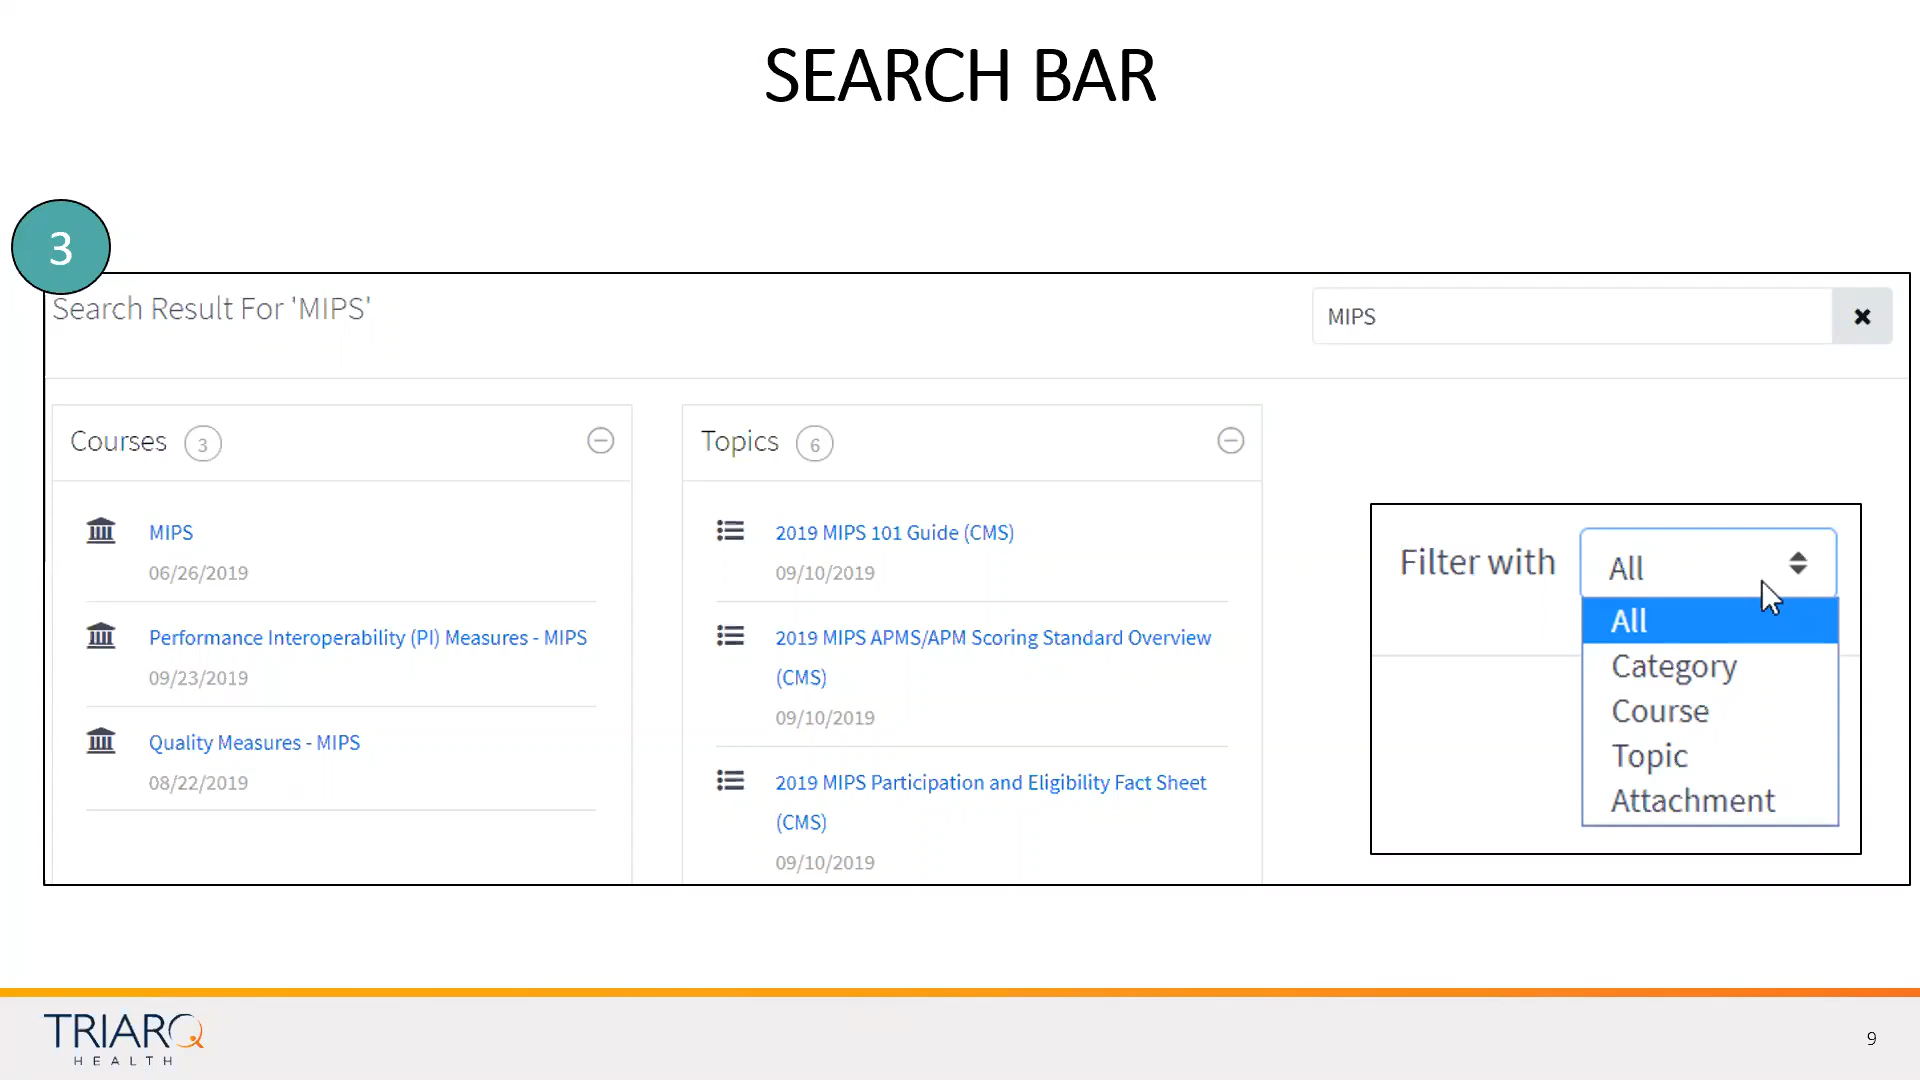 SEARCH BAR
3
Search Result For 'MIPS'
MIPS
Courses 3
MIPS
06/26/2019
Performance Interoperability (PI) Measures - MIPS
09/23/2019
Quality Measures - MIPS
08/22/2019
Topics 6
2019 MIPS 101 Guide (CMS)
09/10/2019
2019 MIPS APMS/APM Scoring Standard Overview
(CMS)
09/10/2019
2019 MIPS Participation and Eligibility Fact Sheet
(CMS)
09/10/2019
Filter with All
All
Category
Course
Topic
Attachment
TRIARQ
HEALTH
9